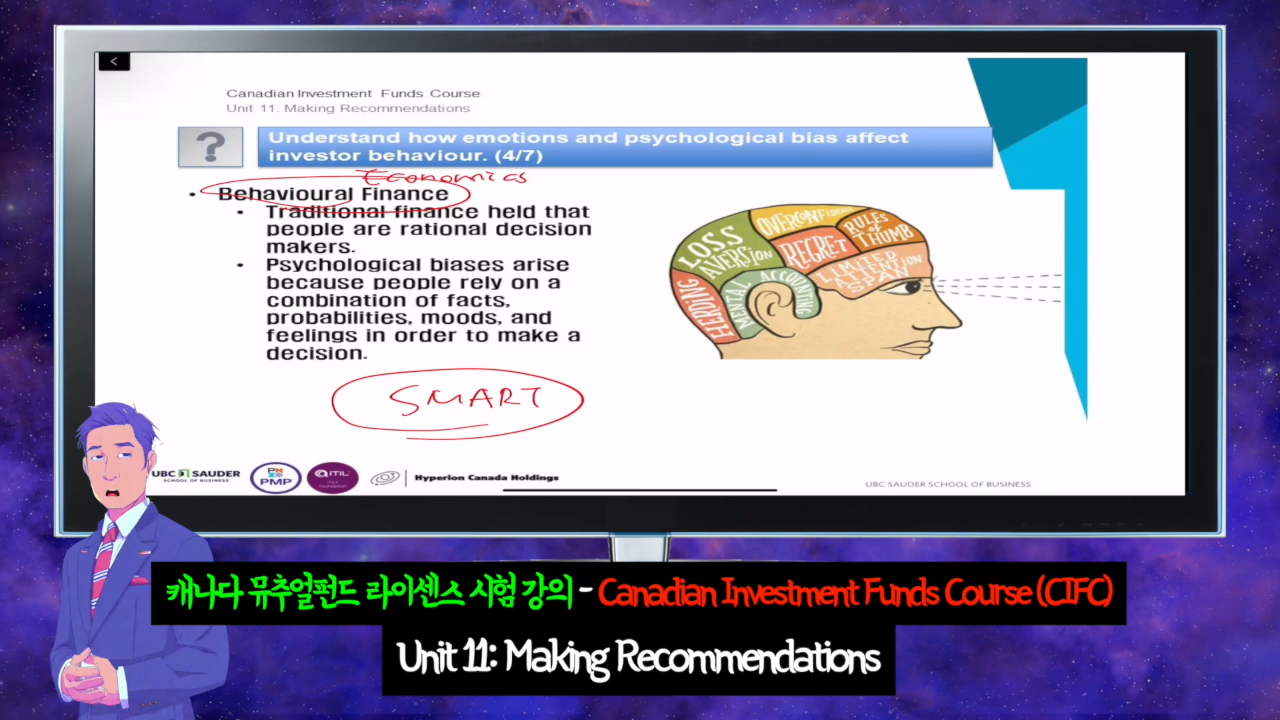 <
Canadian Investment Funds Course
Unit 11: Making Recommendations
?
Understand how emotions and psychological bias affect
investor behaviour. (4/7)
Economics
• Behavioural Finance
• Traditional finance held that
people are rational decision
makers.
• Psychological biases arise
because people rely on a
combination of facts,
probabilities, moods, and
feelings in order to make a
decision.
SMART
HERDING
LOSS
AVERSION
OVERCONFIDENCE
REGRET
RULES
of
THUMB
LIMITED
ATTENTION
SPAN
MENTAL
ACCOUNTING
UBC SAUDER
SCHOOL OF BUSINESS
PMP
ITIL
Foundation
Hyperion Canada Holdings
UBC SAUDER SCHOOL OF BUSINESS
캐나다 뮤추얼펀드 라이센스 시험 강의 - Canadian Investment Funds Course (CIFC)
Unit 11: Making Recommendations